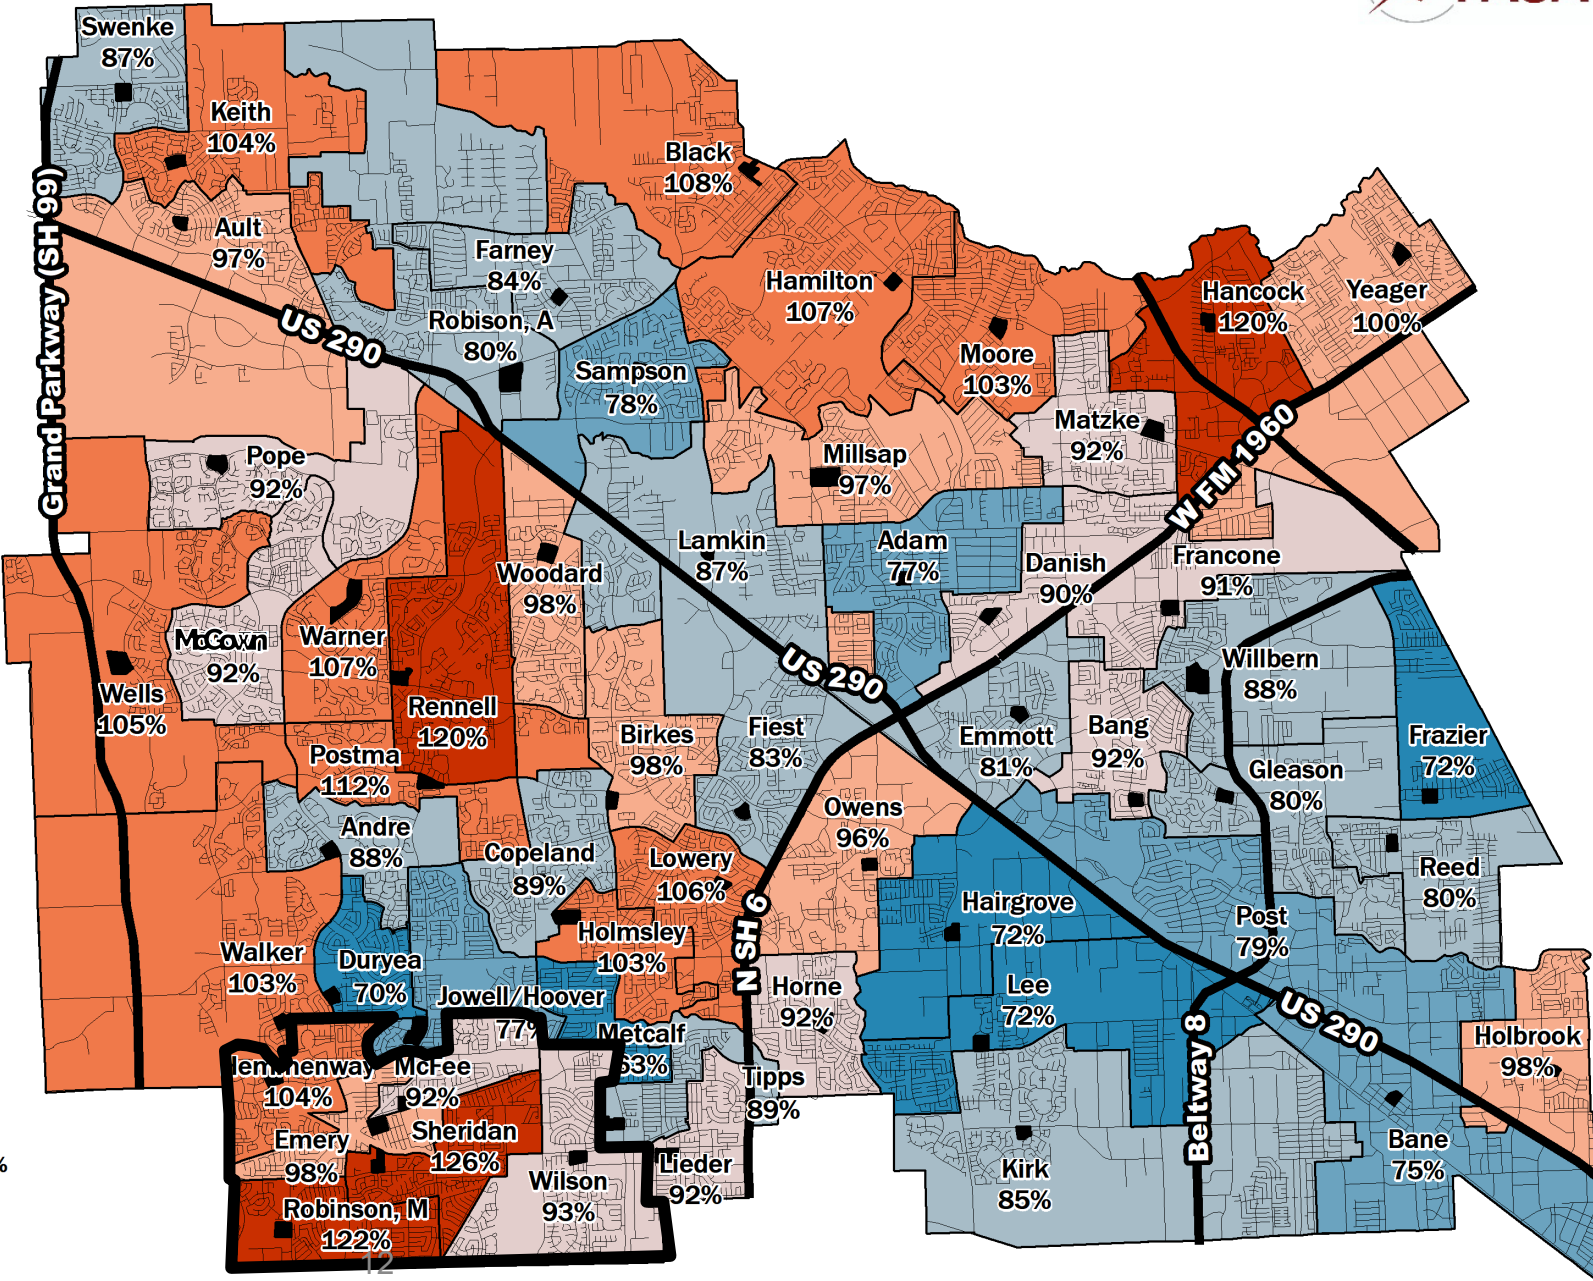 Swenke
87%
Keith
104%
Black
108%
Ault
97%
Farney
84%
Robison, A
80%
Sampson
78%
Hamilton
107%
Moore
103%
Hancock
120%
Yeager
100%
Matzke
92%
Millsap
97%
Grand Parkway (SH 99)
US 290
W FM 1960
Pope
92%
Woodard
98%
Lamkin
87%
Adam
77%
Danish
90%
Francone
91%
McGown
92%
Warner
107%
Wells
105%
Rennell
120%
US 290
Willbern
88%
Postma
112%
Birkes
98%
Fiest
83%
Emmott
81%
Bang
92%
Gleason
80%
Frazier
72%
Andre
88%
Copeland
89%
Lowery
106%
Owens
96%
Reed
80%
N SH 6
Walker
103%
Duryea
70%
Holmsley
103%
Hairgrove
72%
Post
79%
Jowell/Hoover
77%
Horne
92%
Lee
72%
US 290
Metcalf
63%
Holbrook
98%
104%
McFee
92%
Tipps
89%
Beltway 8
Emery
98%
Sheridan
126%
Wilson
93%
Lieder
92%
Kirk
85%
Bane
75%
Robinson, M
122%
%
12